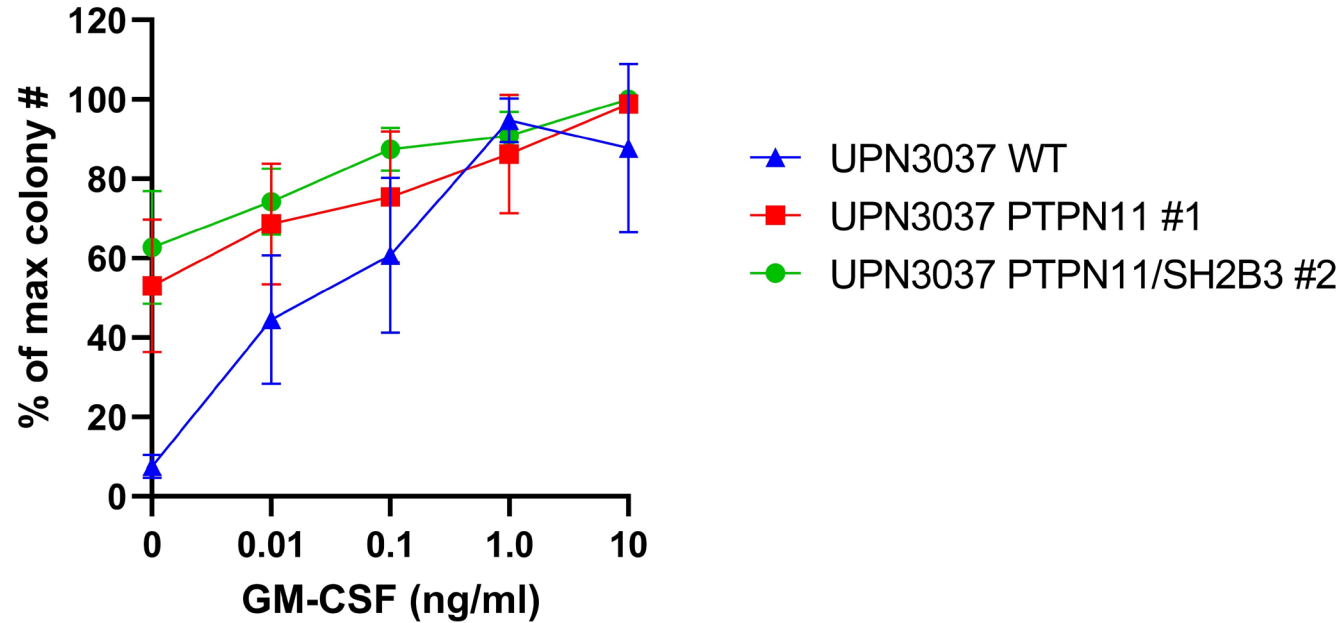 % of max colony #
120
100
80
60
40
20
0
0 0.01 0.1 1.0 10
GM-CSF (ng/ml)
UPN3037 WT
UPN3037 PTPN11 #1
UPN3037 PTPN11/SH2B3 #2